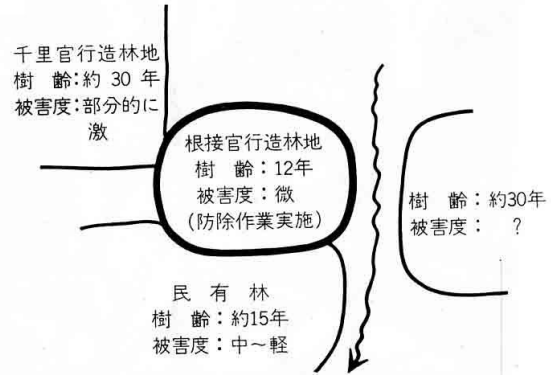 千里官行造林地
樹齢:約30年
被害度:部分的に
激
根接官行造林地
樹齢:12年
被害度:微
(防除作業実施)
樹齢:約30年
被害度: ?
民有林
樹齢:約15年
被害度:中～軽